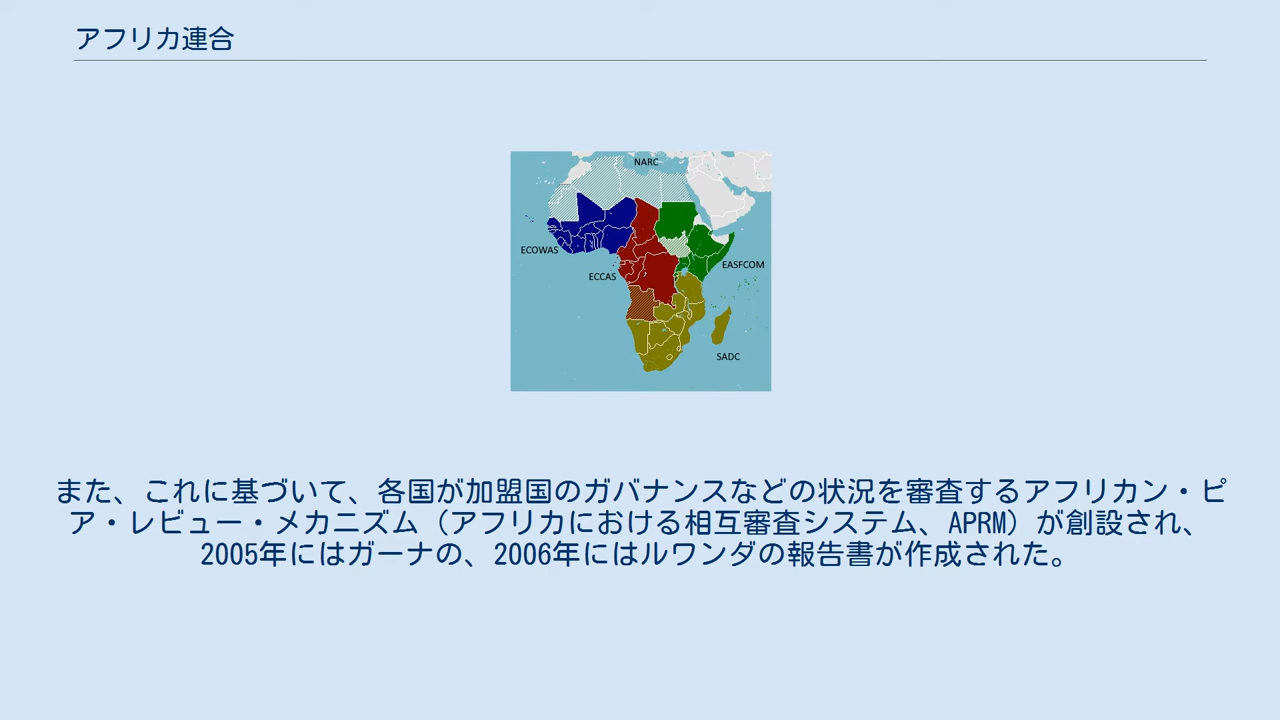 アフリカ連合
NARC
ECOWAS
ECCAS
EASFCOM
SADC
また、これに基づいて、各国が加盟国のガバナンスなどの状況を審査するアフリカン・ピ
ア・レビュー・メカニズム（アフリカにおける相互審査システム、APRM）が創設され、
2005年にはガーナの、2006年にはルワンダの報告書が作成された。